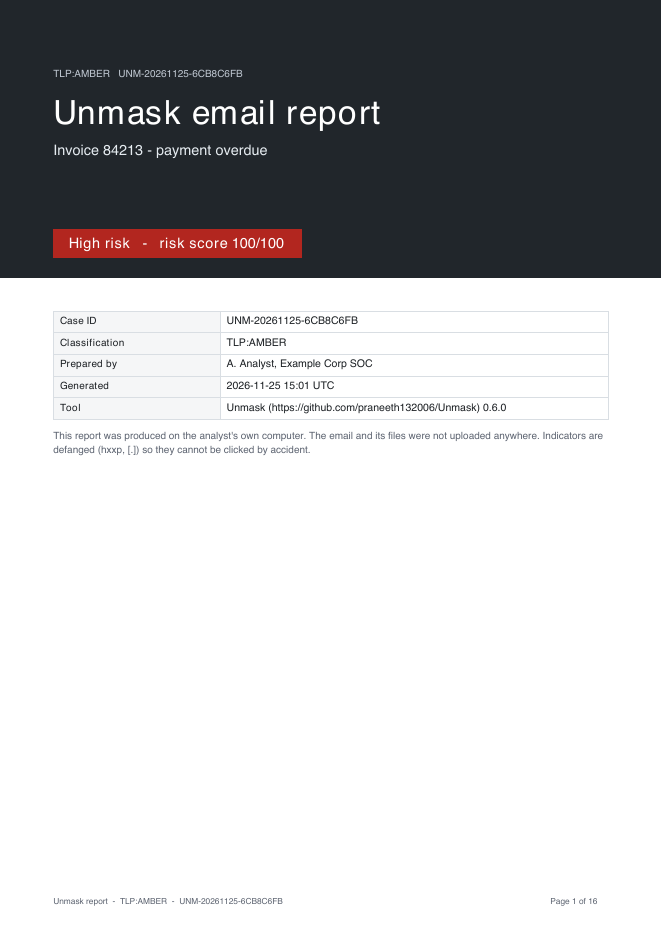 TLP:AMBER UNM-20261125-6CB8C6FB
Unmask email report
Invoice 84213 - payment overdue
High risk - risk score 100/100
Case ID UNM-20261125-6CB8C6FB
Classification TLP:AMBER
Prepared by A. Analyst, Example Corp SOC
Generated 2026-11-25 15:01 UTC
Tool Unmask (https://github.com/praneeth132006/Unmask) 0.6.0
This report was produced on the analyst's own computer. The email and its files were not uploaded anywhere. Indicators are
defanged (hxxp, [.]) so they cannot be clicked by accident.
Unmask report - TLP:AMBER - UNM-20261125-6CB8C6FB Page 1 of 16